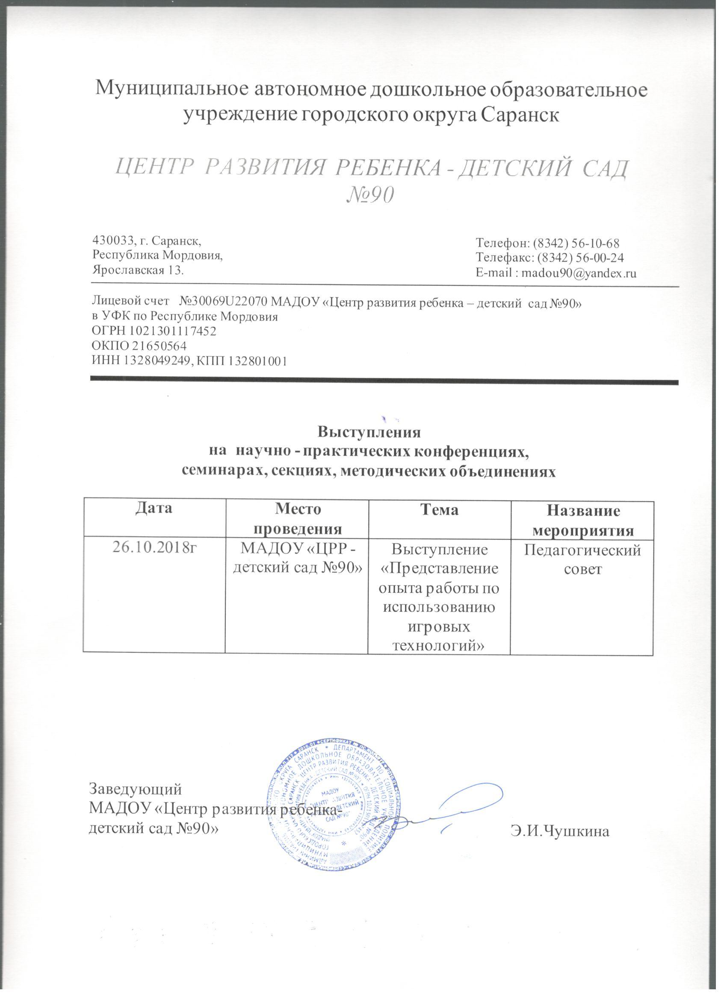 Муниципальное автономное дошкольное образовательное
учреждение городского округа Саранск
ЦЕНТР РАЗВИТИЯ РЕБЕНКА - ДЕТСКИЙ САД
№90
430033, г. Саранск,
Республика Мордовия,
Ярославская 13.
Телефон: (8342) 56-10-68
Телефакс: (8342) 56-00-24
E-mail : madou90@yandex.ru
Лицевой счет №30069U22070 МАДОУ «Центр развития ребенка – детский сад №90»
в УФК по Республике Мордовия
ОГРН 1021301117452
ОКПО 21650564
ИНН 1328049249, КПП 132801001
Выступления
на научно - практических конференциях,
семинарах, секциях, методических объединениях
Дата
Место
проведения
Тема
Название
мероприятия
26.10.2018г
МАДОУ «ЦРР -
детский сад №90»
Выступление
«Представление
опыта работы по
использованию
игровых
технологий»
Педагогический
совет
Заведующий
МАДОУ «Центр развития ребенка-
детский сад №90»
Э.И.Чушкина
САРАНСК * ДЕПАРТАМЕНТ ПО СОЦИАЛЬНОЙ ПОЛИТИКЕ
ДОШКОЛЬНОЕ ОБРАЗОВАТЕЛЬНОЕ УЧРЕЖДЕНИЕ
САРАНСК "ЦЕНТР РАЗВИТИЯ РЕБЕНКА - ДЕТСКИЙ САД №90"
МАДОУ
"ЦЕНТР РАЗВИТИЯ
ДЕТСКИЙ
САД №90"